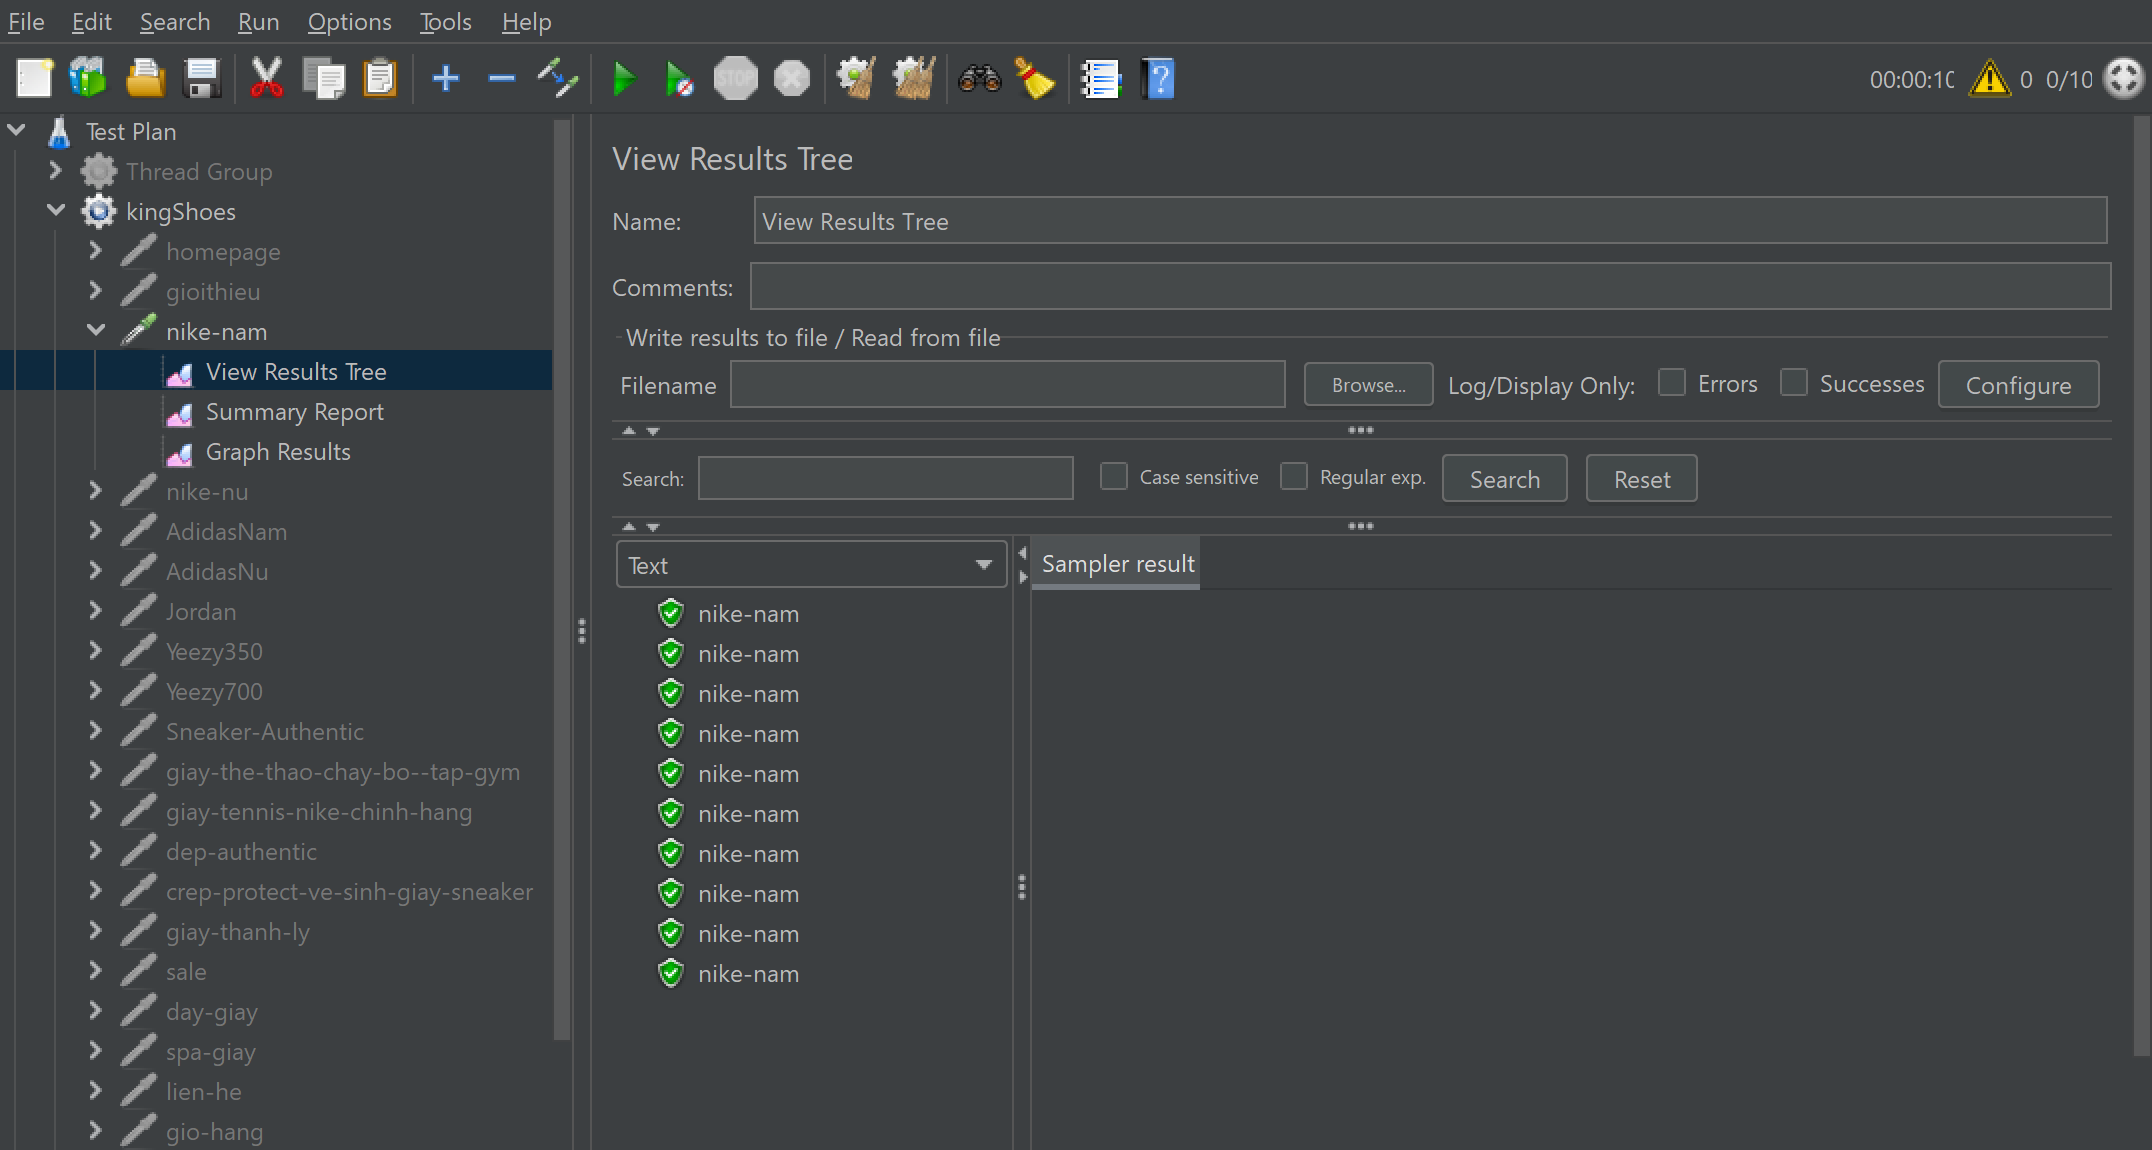 File Edit Search Run Options Tools Help
STOP 00:00:10 0 0/10
Test Plan
Thread Group
kingShoes
homepage
gioithieu
nike-nam
View Results Tree
Summary Report
Graph Results
nike-nu
AdidasNam
AdidasNu
Jordan
Yeezy350
Yeezy700
Sneaker-Authentic
giay-the-thao-chay-bo--tap-gym
giay-tennis-nike-chinh-hang
dep-authentic
crep-protect-ve-sinh-giay-sneaker
giay-thanh-ly
sale
day-giay
spa-giay
lien-he
gio-hang
View Results Tree
Name: View Results Tree
Comments:
Write results to file / Read from file
Filename Browse... Log/Display Only: Errors Successes Configure
Search: Case sensitive Regular exp. Search Reset
Text
Sampler result
nike-nam
nike-nam
nike-nam
nike-nam
nike-nam
nike-nam
nike-nam
nike-nam
nike-nam
nike-nam